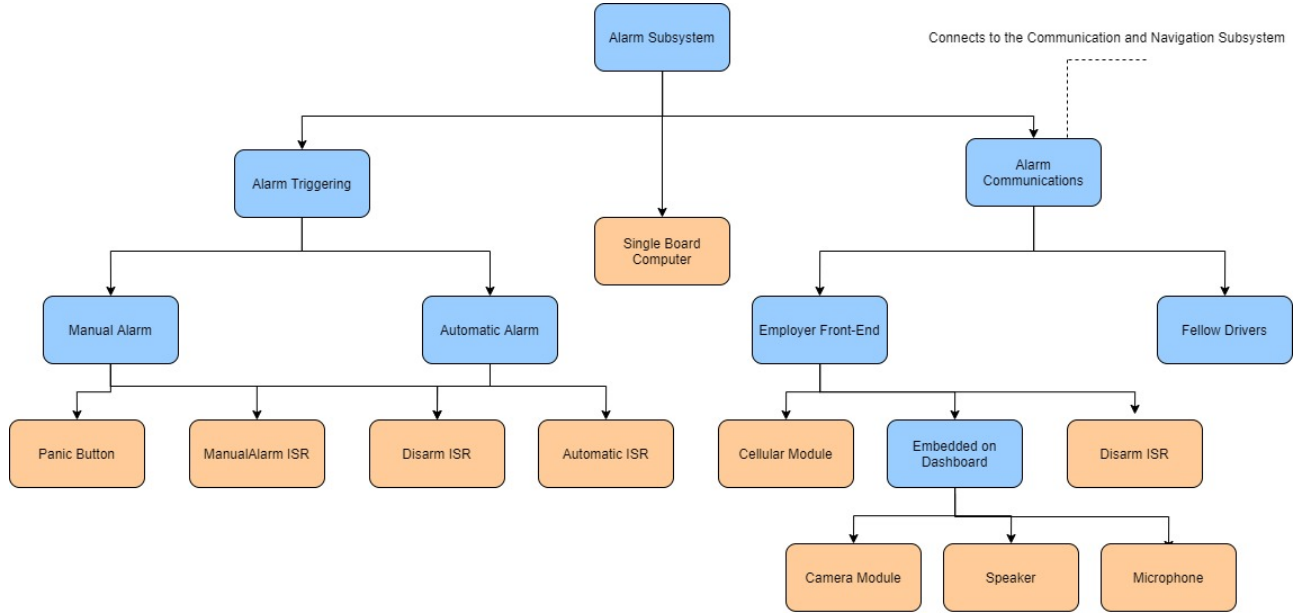 Alarm Subsystem
Connects to the Communication and Navigation Subsystem
Alarm Triggering
Alarm
Communications
Single Board
Computer
Manual Alarm
Automatic Alarm
Employer Front-End
Fellow Drivers
Panic Button
ManualAlarm ISR
Disarm ISR
Automatic ISR
Cellular Module
Embedded on
Dashboard
Disarm ISR
Camera Module
Speaker
Microphone